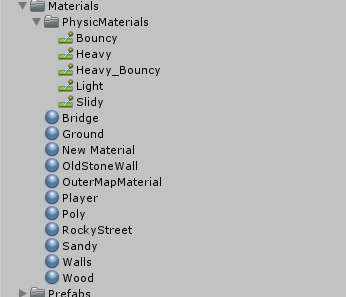 Materials
PhysicMaterials
Bouncy
Heavy
Heavy_Bouncy
Light
Slidy
Bridge
Ground
New Material
OldStoneWall
OuterMapMaterial
Player
Poly
RockyStreet
Sandy
Walls
Wood
Prefabs